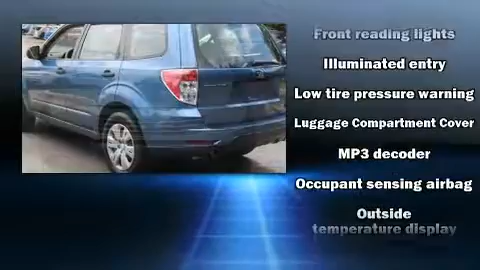 Front reading lights
Illuminated entry
Low tire pressure warning
Luggage Compartment Cover
MP3 decoder
Occupant sensing airbag
Outside
temperature display